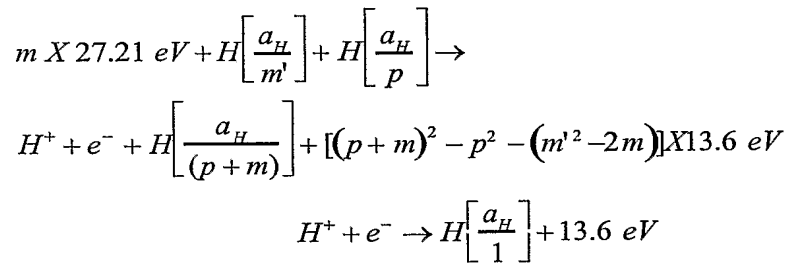 m X 27.21 eV + H[a_H/m'] + H[a_H/p] →
H⁺ + e⁻ + H[a_H/(p + m)] + [(p + m)² – p² – (m'² –2m)]X13.6 eV
H⁺ + e⁻ → H[a_H/1] + 13.6 eV